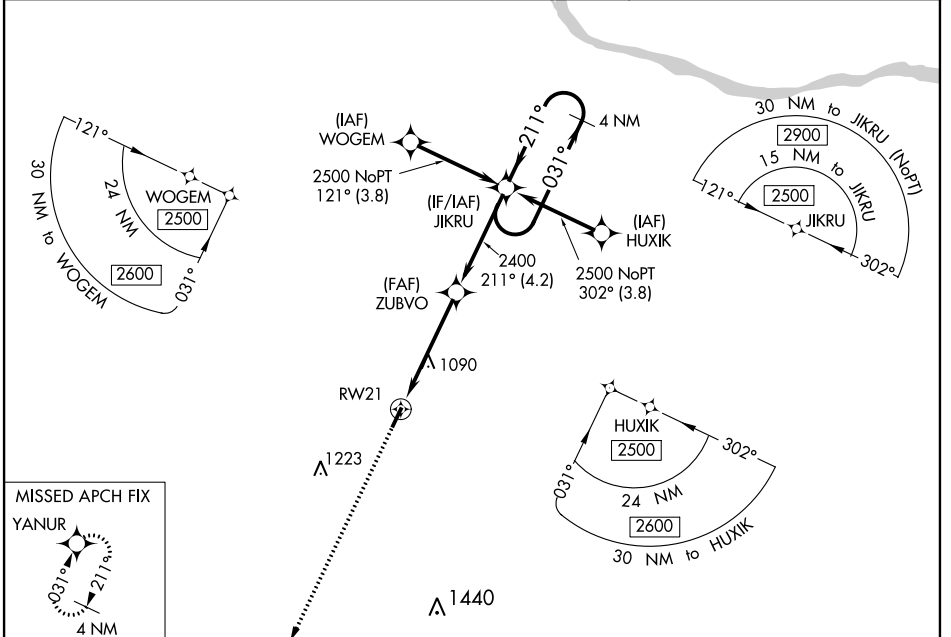 (IAF)
WOGEM
2500 NoPT
121° (3.8)
211°
031°
4 NM
(IF/IAF)
JIKRU
(IAF)
HUXIK
2500 NoPT
302° (3.8)
2400
211° (4.2)
(FAF)
ZUBVO
1090
RW21
1223
1440
121°
WOGEM
2500
24 NM
2600
30 NM to WOGEM
031°
30 NM to JIKRU (NoPT)
2900
15 NM to JIKRU
2500
121°
JIKRU
302°
HUXIK
2500
302°
031°
24 NM
2600
30 NM to HUXIK
MISSED APCH FIX
YANUR
031°
211°
4 NM